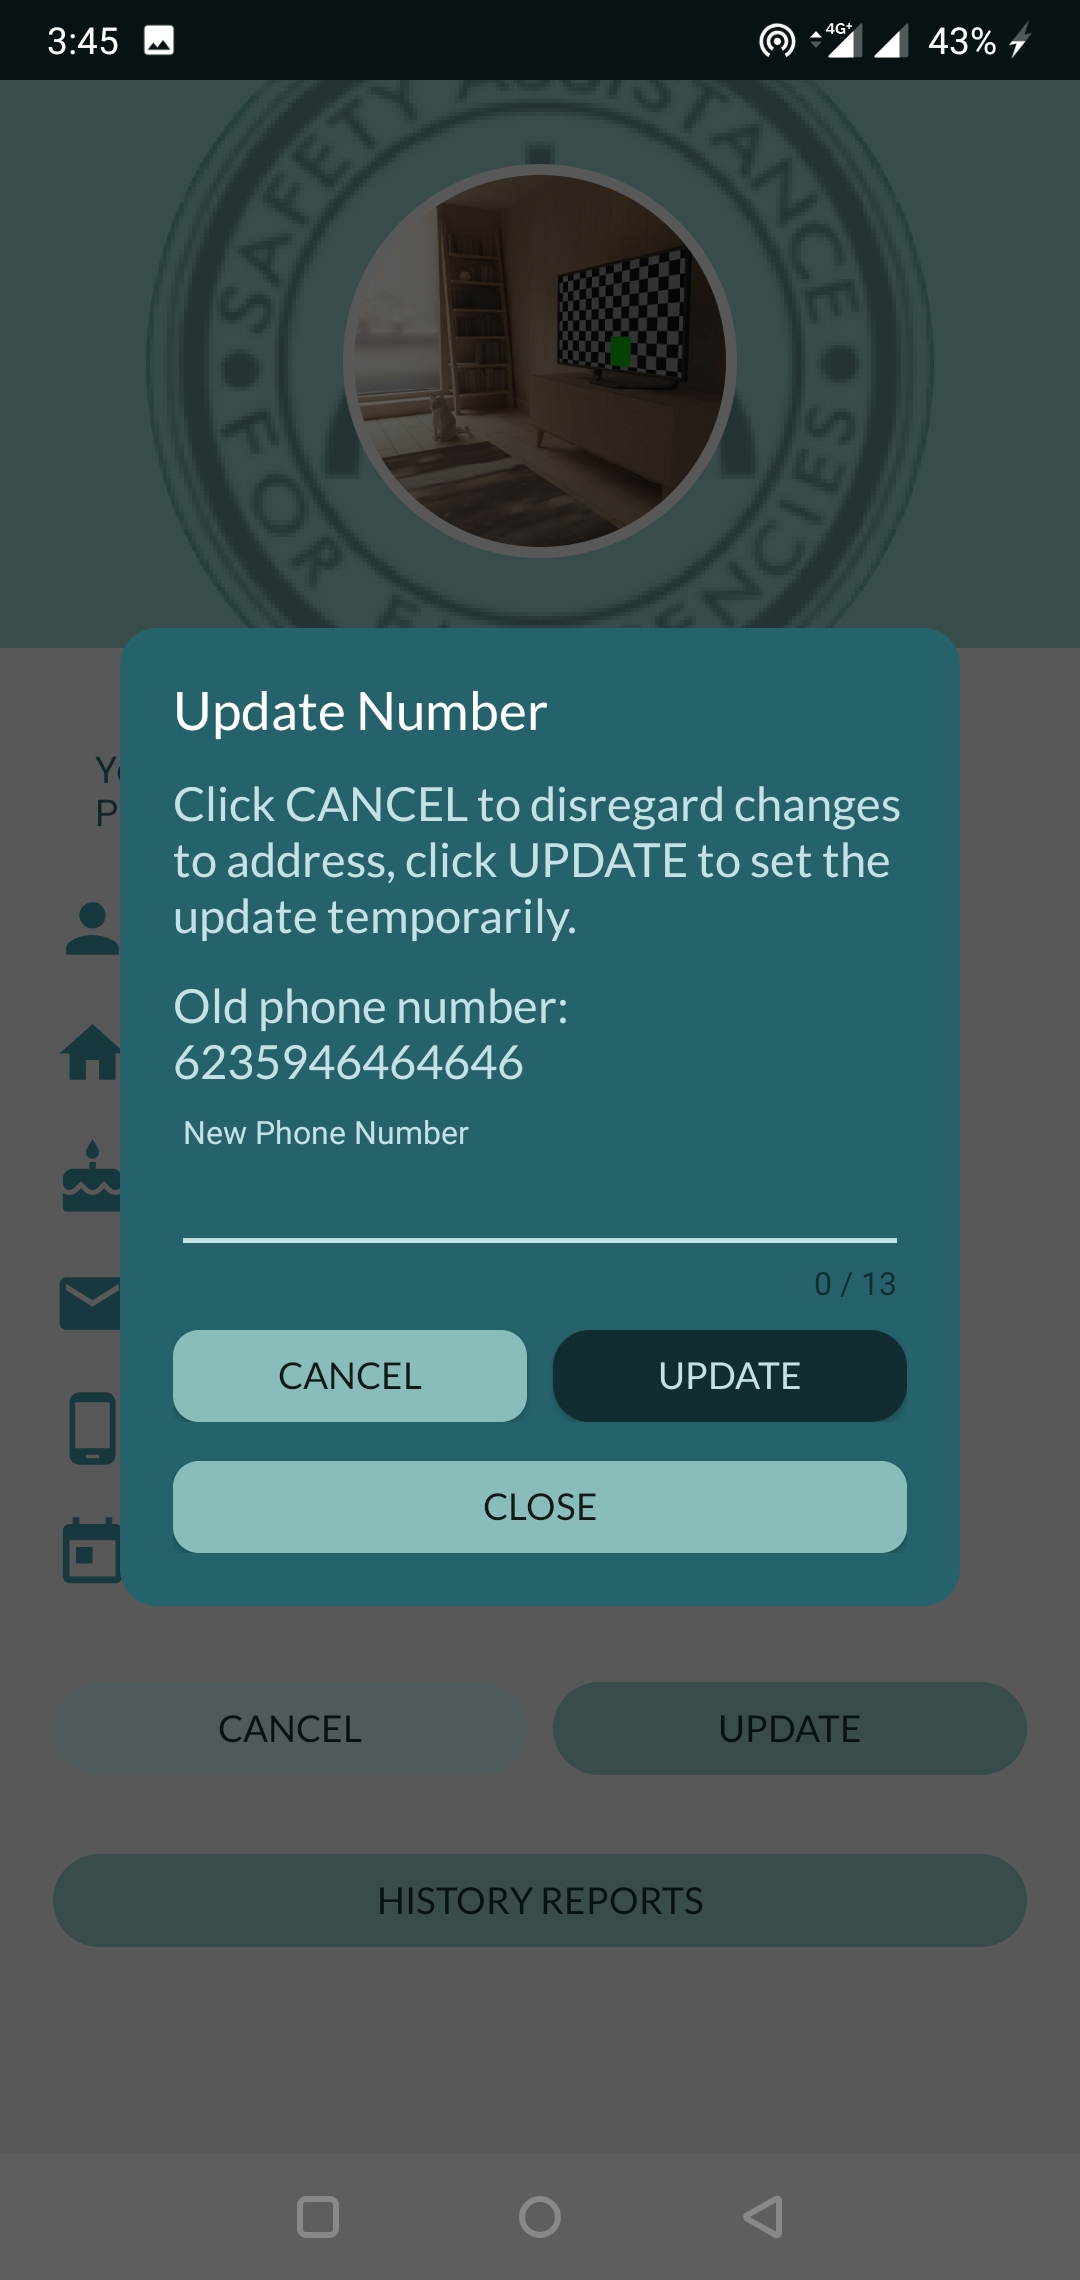 3:45
4G+
43%
SAFETY ASSISTANCE
FOR
Update Number
Click CANCEL to disregard changes
to address, click UPDATE to set the
update temporarily.
Old phone number:
6235946464646
New Phone Number
0 / 13
CANCEL
UPDATE
CLOSE
CANCEL
UPDATE
HISTORY REPORTS